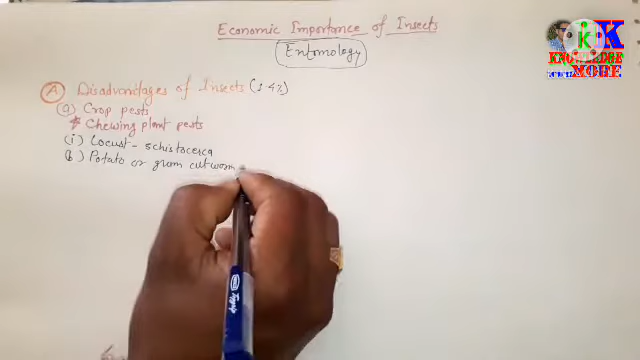 Economic Importance of Insects
Entomology
K K
KNOWLEDGE
MORE
(A) Disadvantages of Insects (1.4%)
(a) Crop pests
* Chewing plant pests
(i) Locust - schistocerca
(b) Potato or gram cutworm